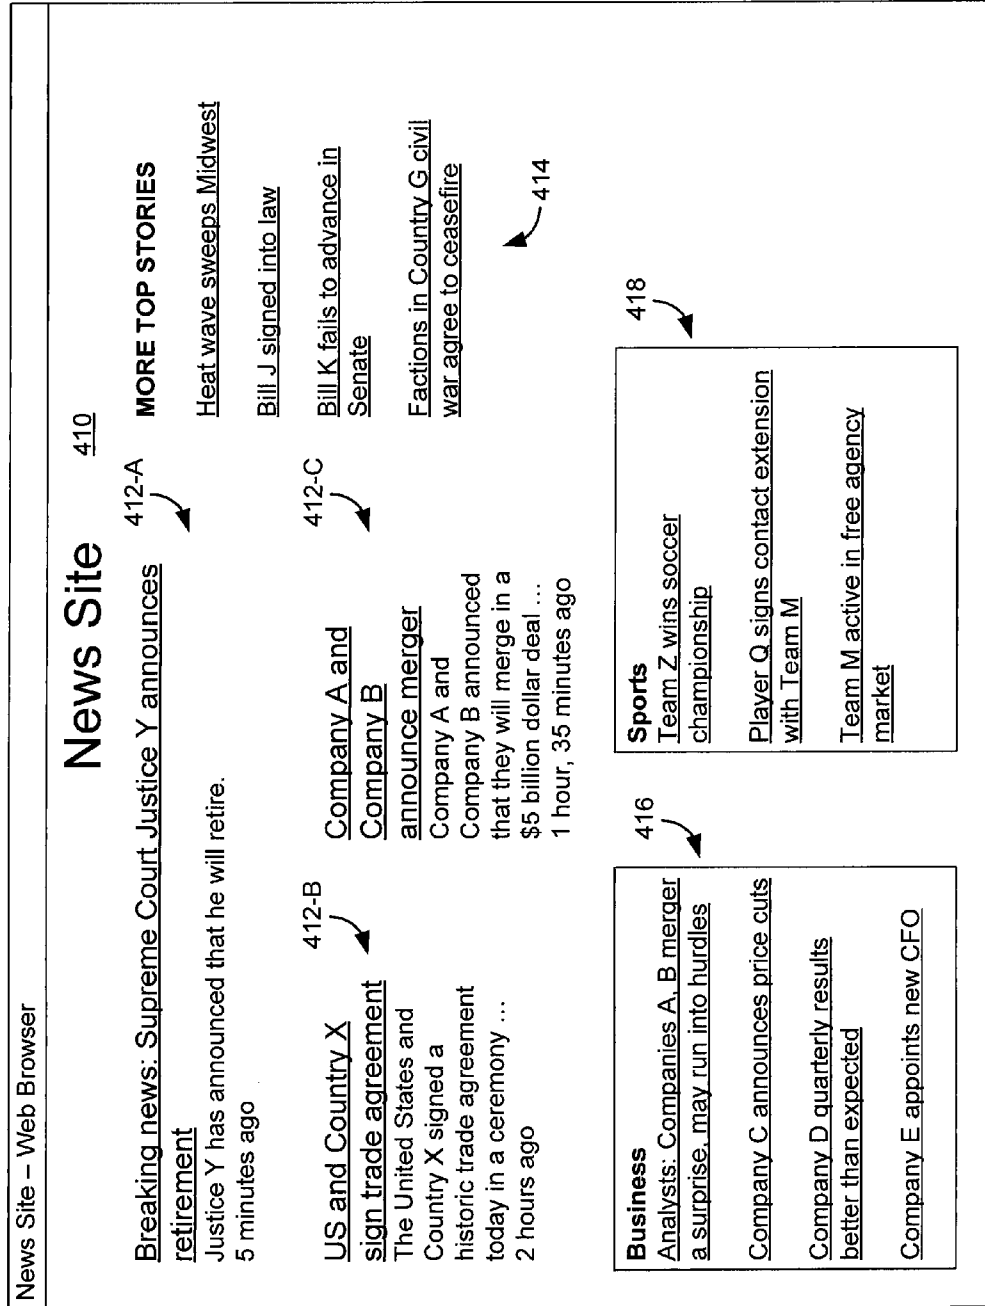 News Site – Web Browser
News Site
410
Breaking news: Supreme Court Justice Y announces
retirement
Justice Y has announced that he will retire.
5 minutes ago
412-A
US and Country X
sign trade agreement
The United States and
Country X signed a
historic trade agreement
today in a ceremony ...
2 hours ago
412-B
Company A and
Company B
announce merger
Company A and
Company B announced
that they will merge in a
$5 billion dollar deal ...
1 hour, 35 minutes ago
412-C
MORE TOP STORIES
Heat wave sweeps Midwest
Bill J signed into law
Bill K fails to advance in
Senate
Factions in Country G civil
war agree to ceasefire
414
Business
Analysts: Companies A, B merger
a surprise, may run into hurdles
Company C announces price cuts
Company D quarterly results
better than expected
Company E appoints new CFO
416
Sports
Team Z wins soccer
championship
Player Q signs contact extension
with Team M
Team M active in free agency
market
418